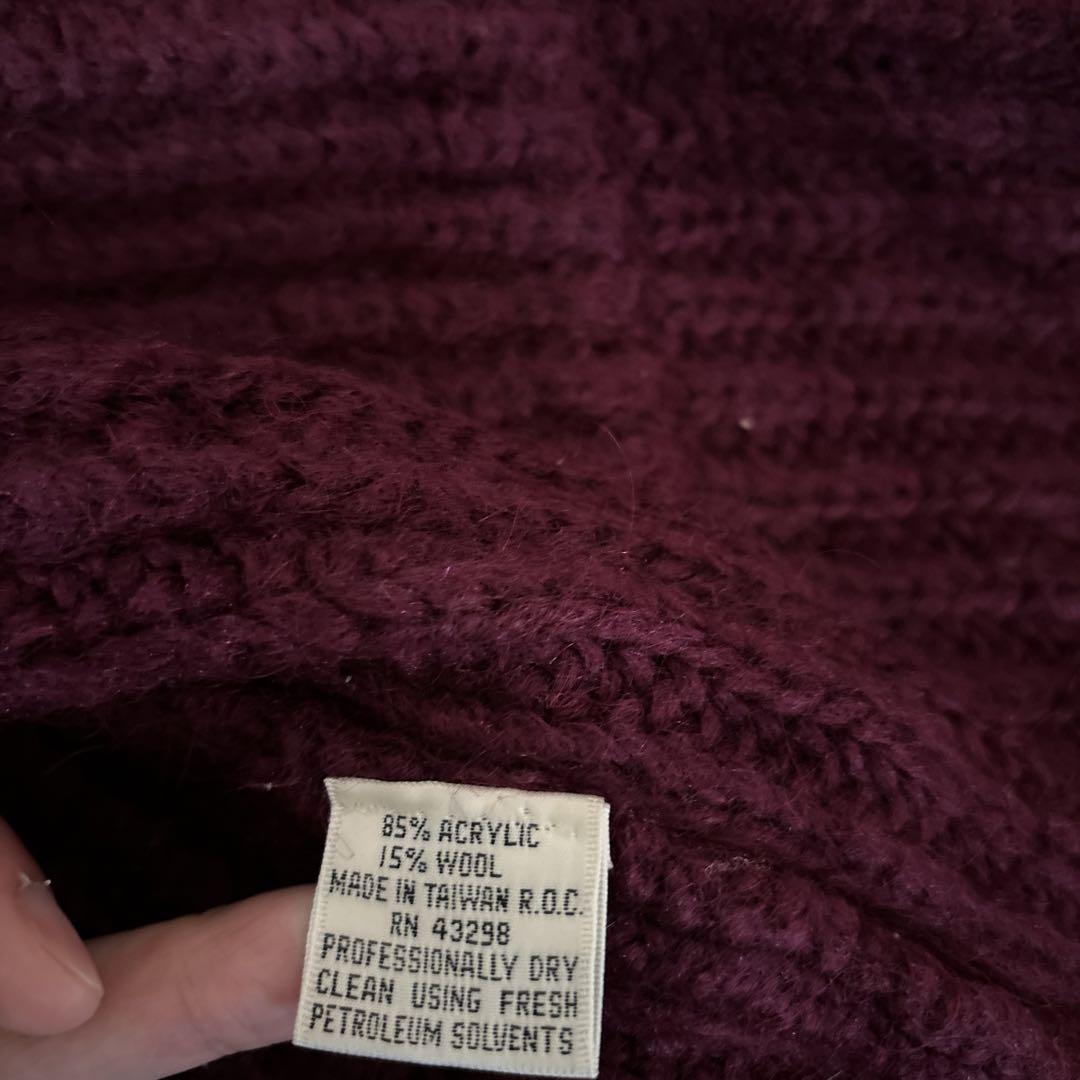 85% ACRYLIC
15% WOOL
MADE IN TAIWAN R.O.C.
RN 43298
PROFESSIONALLY DRY
CLEAN USING FRESH
PETROLEUM SOLVENTS